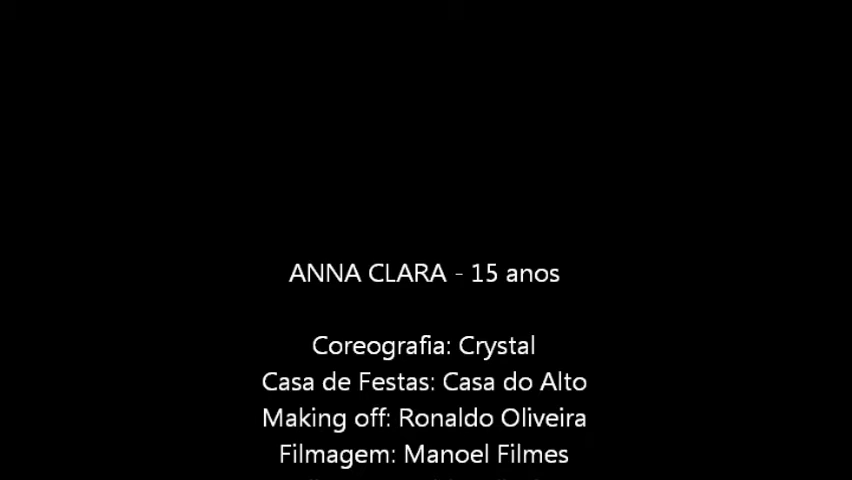 ANNA CLARA - 15 anos
Coreografia: Crystal
Casa de Festas: Casa do Alto
Making off: Ronaldo Oliveira
Filmagem: Manoel Filmes